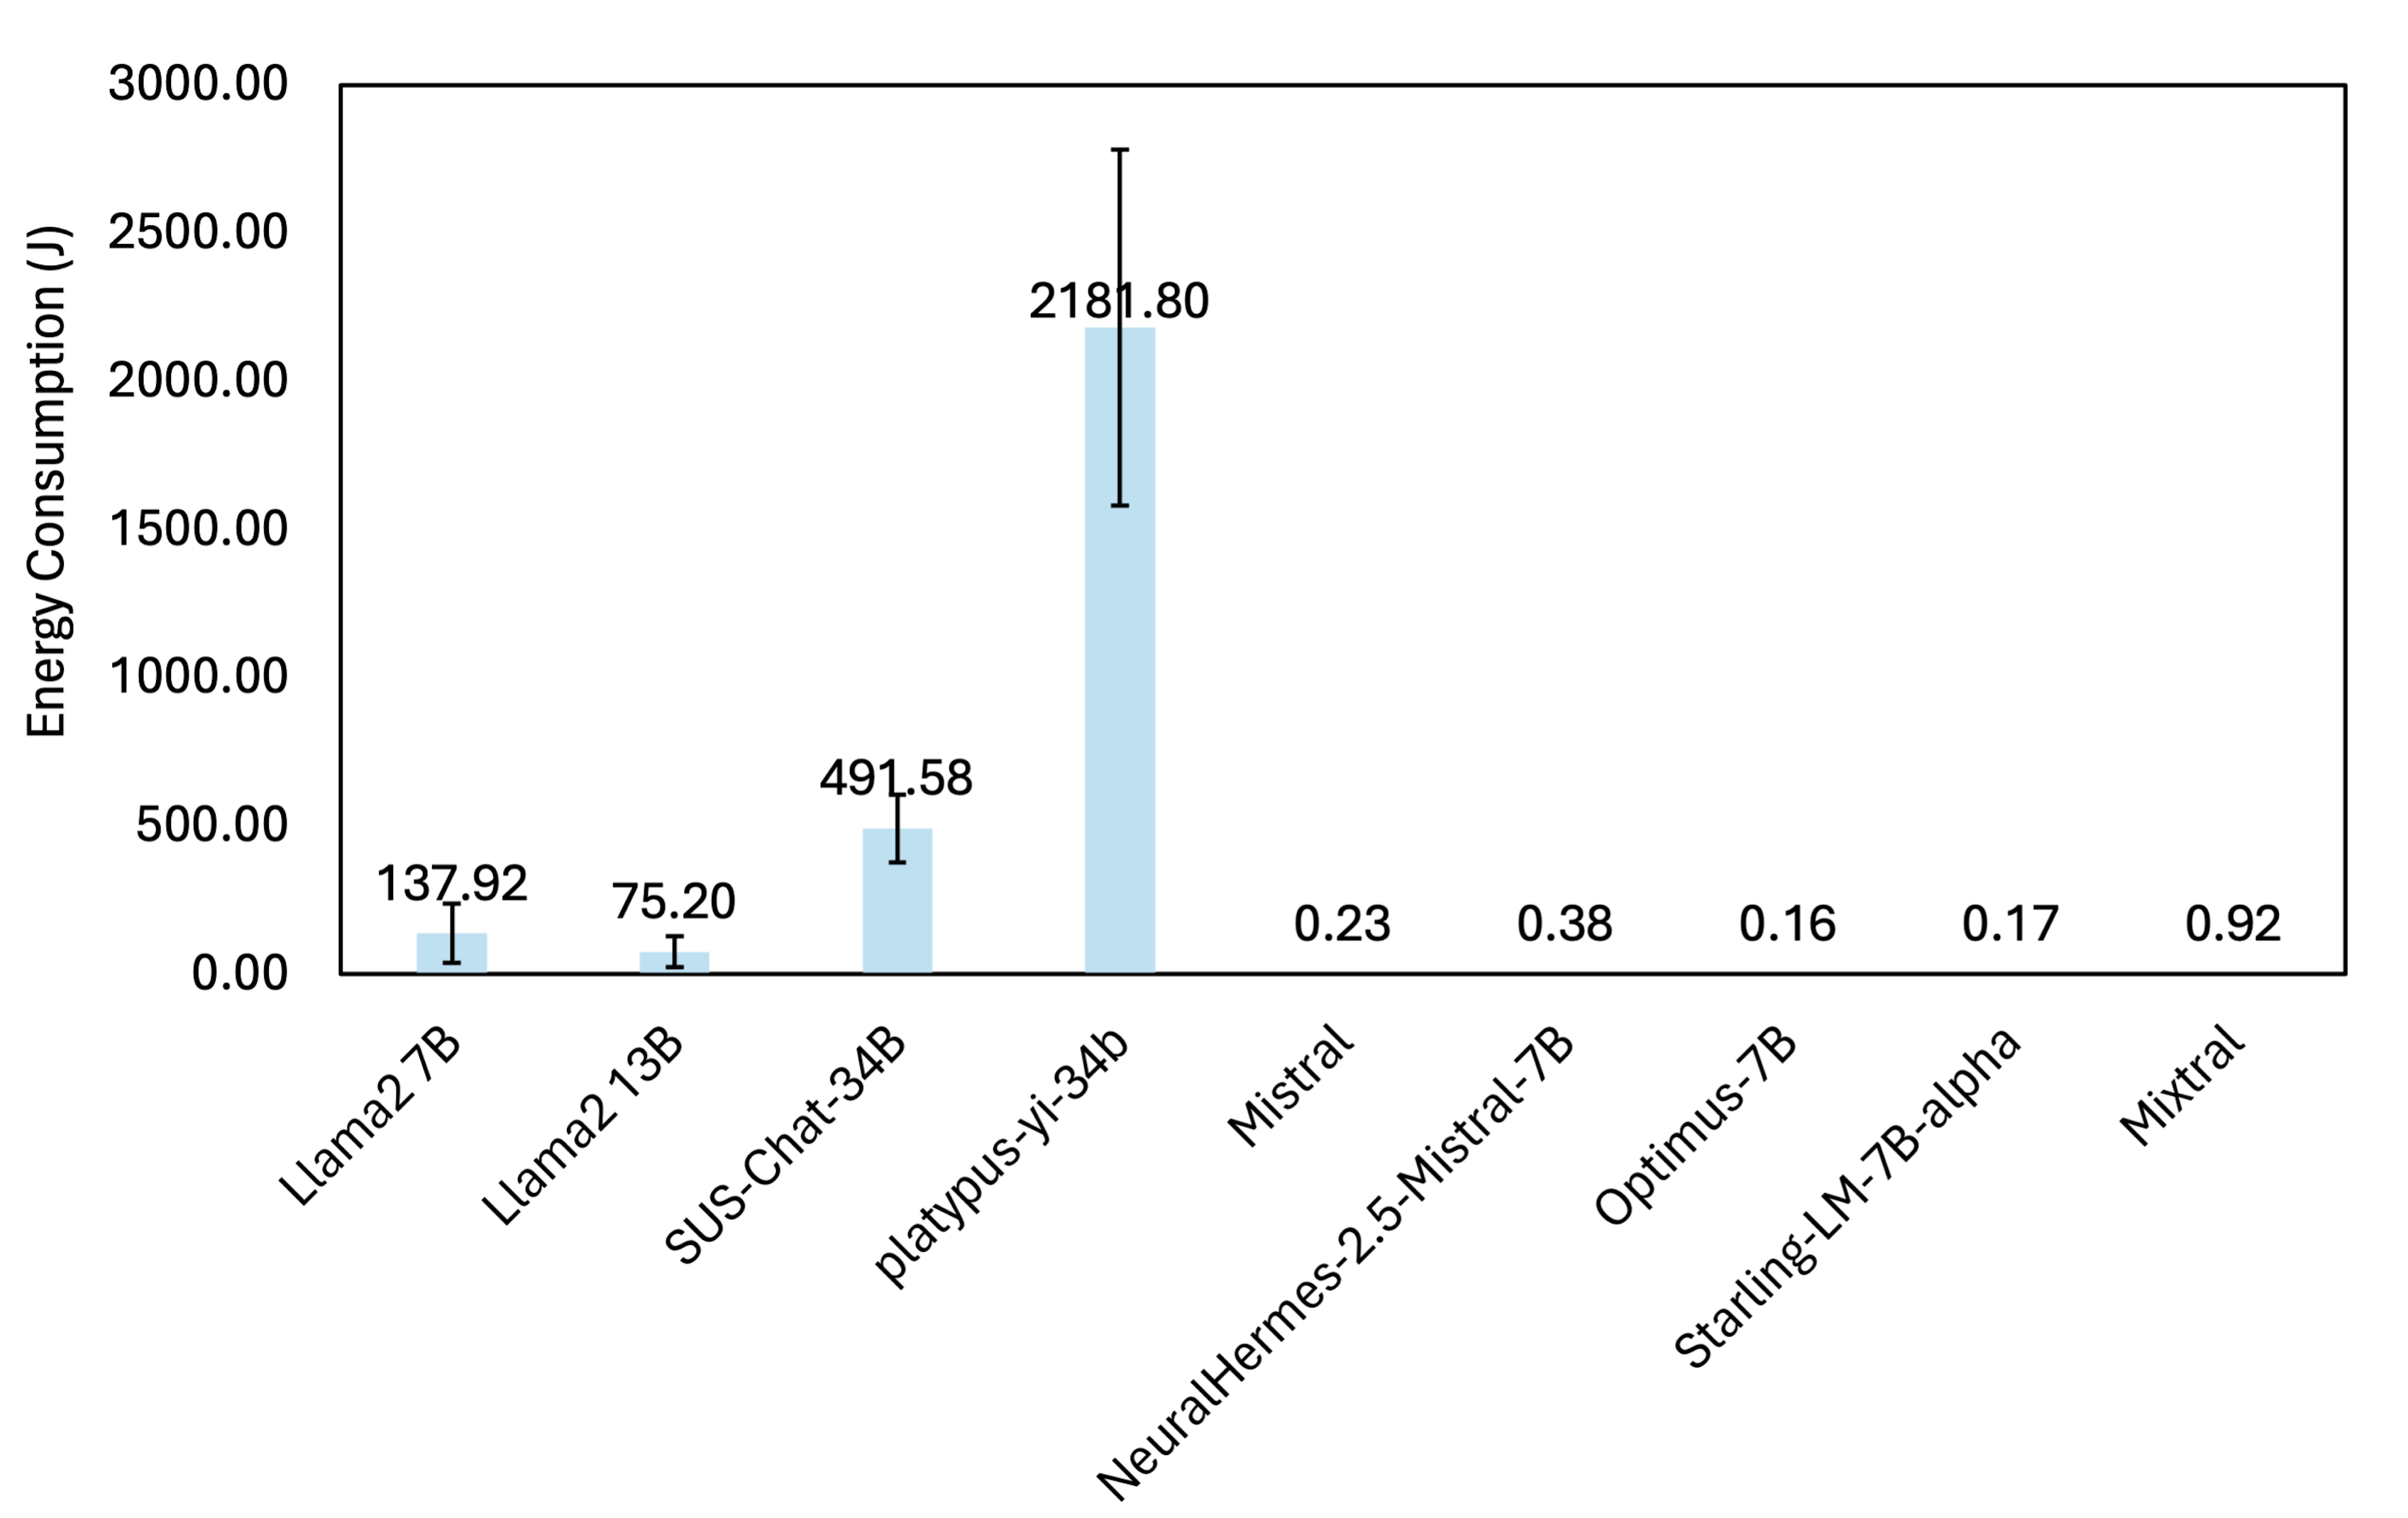 Energy Consumption (J)
3000.00
2500.00
2000.00
1500.00
1000.00
500.00
0.00
137.92
75.20
491.58
2181.80
0.23
0.38
0.16
0.17
0.92
Llama2 7B
Llama2 13B
SUS-Chat-34B
platypus-yi-34b
Mistral
NeuralHermes-2.5-Mistral-7B
Optimus-7B
Starling-LM-7B-alpha
Mixtral